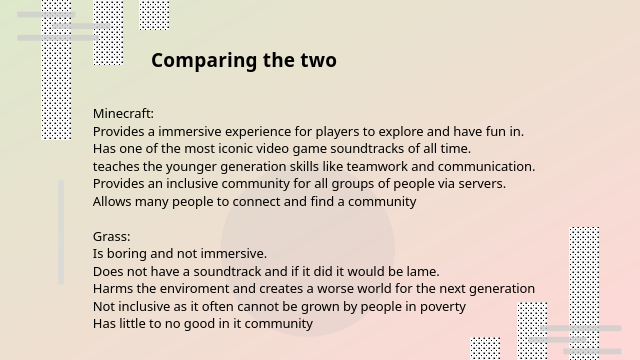 Comparing the two
Minecraft:
Provides a immersive experience for players to explore and have fun in.
Has one of the most iconic video game soundtracks of all time.
teaches the younger generation skills like teamwork and communication.
Provides an inclusive community for all groups of people via servers.
Allows many people to connect and find a community
Grass:
Is boring and not immersive.
Does not have a soundtrack and if it did it would be lame.
Harms the enviroment and creates a worse world for the next generation
Not inclusive as it often cannot be grown by people in poverty
Has little to no good in it community